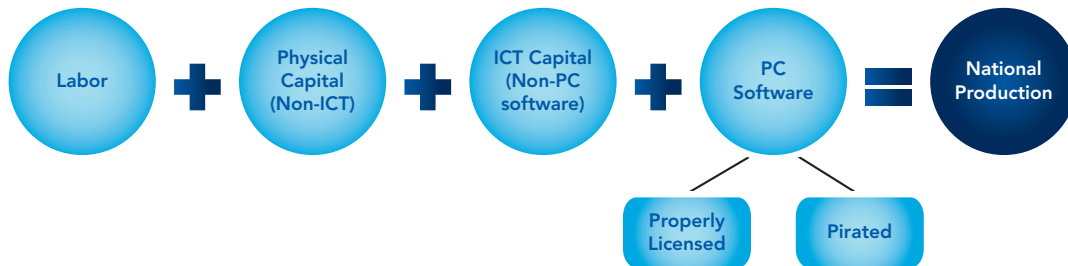 Labor
Physical
Capital
(Non-ICT)
ICT Capital
(Non-PC
software)
PC
Software
National
Production
Properly
Licensed
Pirated